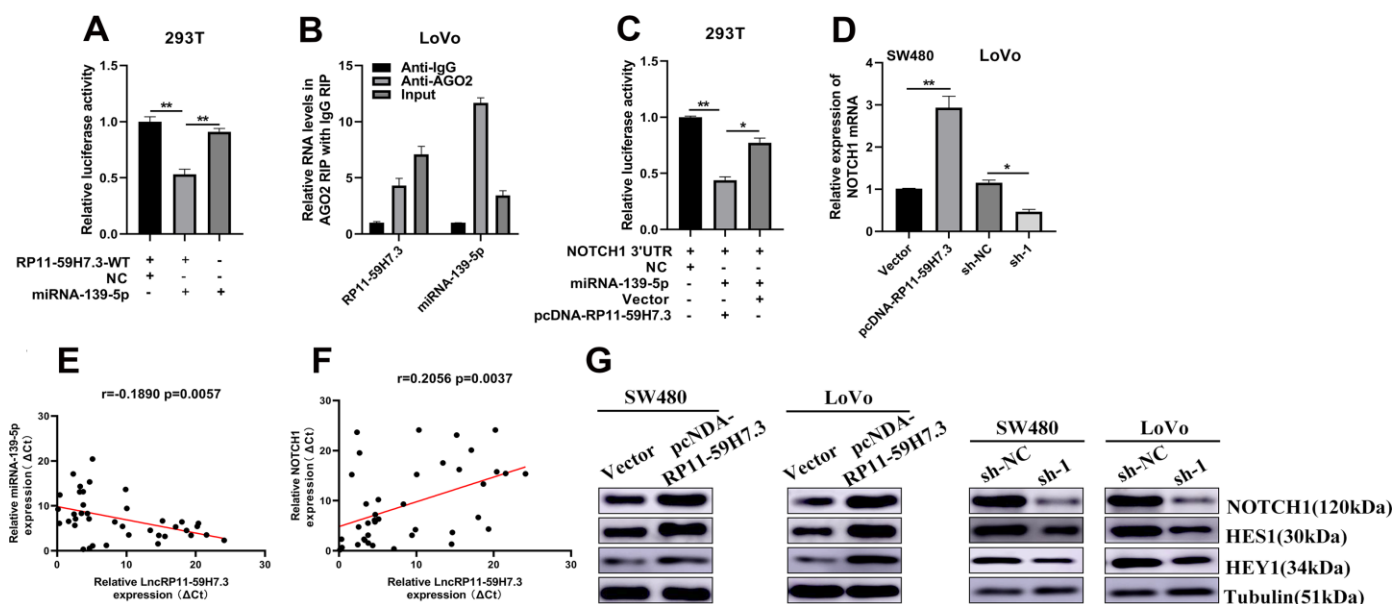 A
293T
Relative luciferase activity
1.5
1.0
0.5
0.0
** **
RP11-59H7.3-WT + + -
NC + - -
miRNA-139-5p - + +
B
LoVo
Relative RNA levels in
AGO2 RIP with IgG RIP
15
10
5
0
Anti-IgG
Anti-AGO2
Input
RP11-59H7.3
miRNA-139-5p
C
293T
Relative luciferase activity
1.5
1.0
0.5
0.0
** *
NOTCH1 3'UTR + + +
NC + - -
miRNA-139-5p - + +
Vector - - +
pcDNA-RP11-59H7.3 - + -
D
SW480 LoVo
Relative expression of
NOTCH1 mRNA
4
3
2
1
0
** *
Vector
pcDNA-RP11-59H7.3
sh-NC
sh-1
E
r=-0.1890 p=0.0057
Relative miRNA-139-5p
expression (ΔCt)
30
20
10
0
0 10 20 30
Relative LncRP11-59H7.3
expression (ΔCt)
F
r=0.2056 p=0.0037
Relative NOTCH1
expression (ΔCt)
30
20
10
0
0 10 20 30
Relative LncRP11-59H7.3
expression (ΔCt)
G
SW480 LoVo SW480 LoVo
Vector
pcNDA-
RP11-59H7.3
Vector
pcNDA-
RP11-59H7.3
sh-NC
sh-1
sh-NC
sh-1
NOTCH1(120kDa)
HES1(30kDa)
HEY1(34kDa)
Tubulin(51kDa)